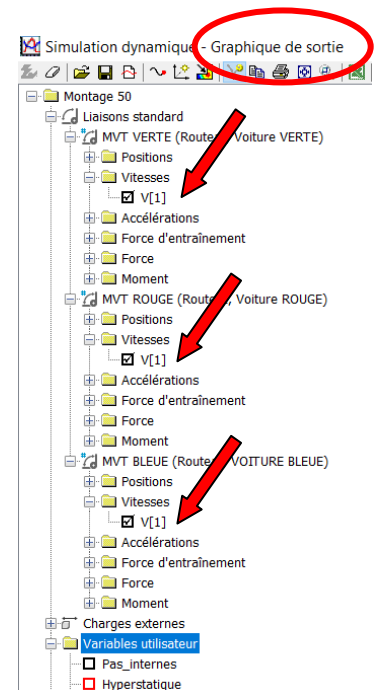 Simulation dynamique - Graphique de sortie
Montage 50
Liaisons standard
MVT VERTE (Route, Voiture VERTE)
Positions
Vitesses
V[1]
Accélérations
Force d'entraînement
Force
Moment
MVT ROUGE (Route, Voiture ROUGE)
Positions
Vitesses
V[1]
Accélérations
Force d'entraînement
Force
Moment
MVT BLEUE (Route, VOITURE BLEUE)
Positions
Vitesses
V[1]
Accélérations
Force d'entraînement
Force
Moment
Charges externes
Variables utilisateur
Pas_internes
Hyperstatique